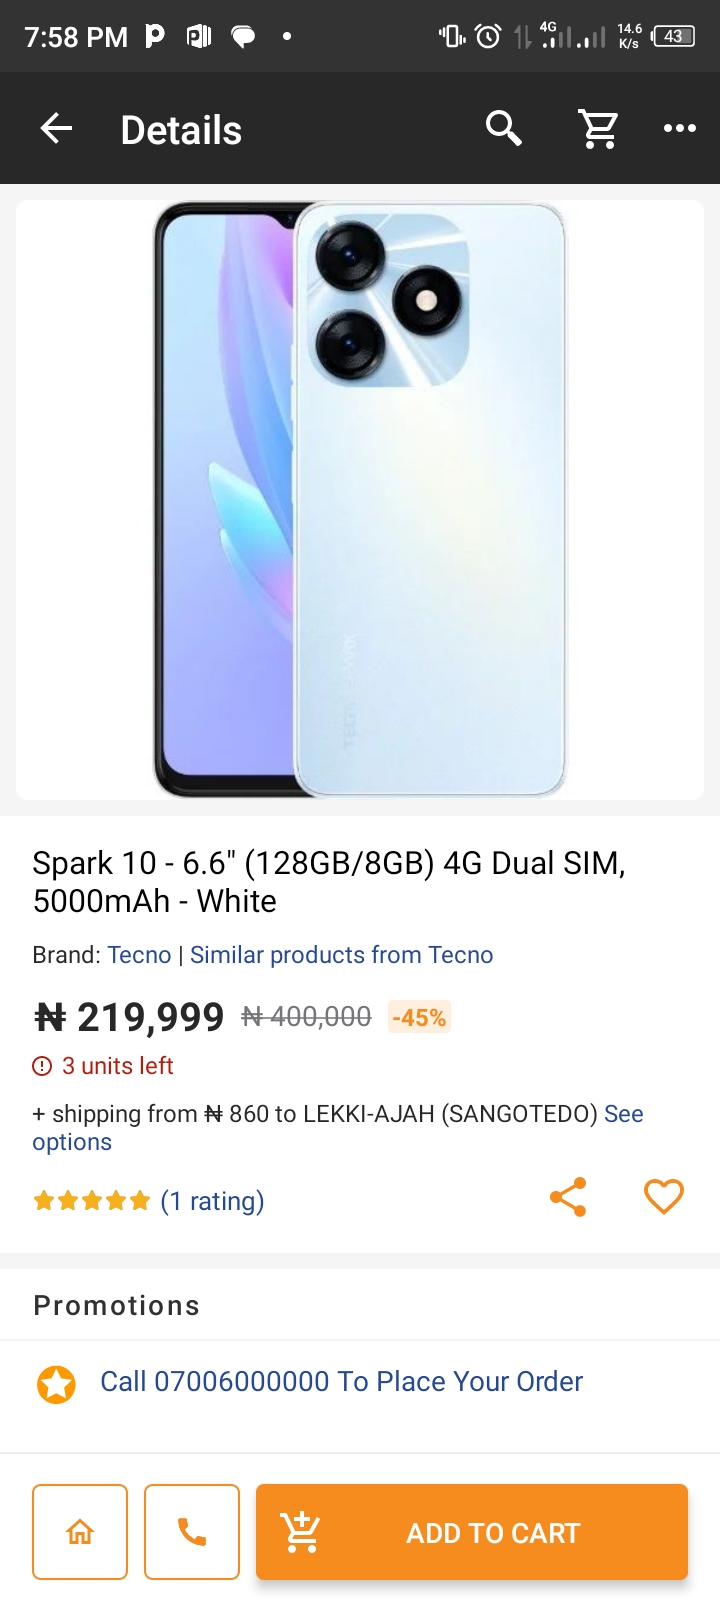 7:58 PM
4G
14.6
K/s
43
Details
TECNO SPARK
Spark 10 - 6.6" (128GB/8GB) 4G Dual SIM,
5000mAh - White
Brand: Tecno | Similar products from Tecno
₦ 219,999 ₦ 400,000 -45%
3 units left
+ shipping from ₦ 860 to LEKKI-AJAH (SANGOTEDO) See
options
(1 rating)
Promotions
Call 07006000000 To Place Your Order
ADD TO CART